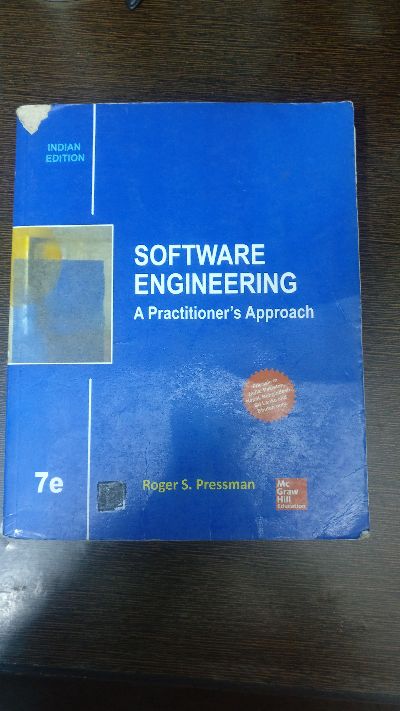 INDIAN
EDITION
SOFTWARE
ENGINEERING
A Practitioner's Approach
7e
Roger S. Pressman
Mc
Graw
Hill
Education